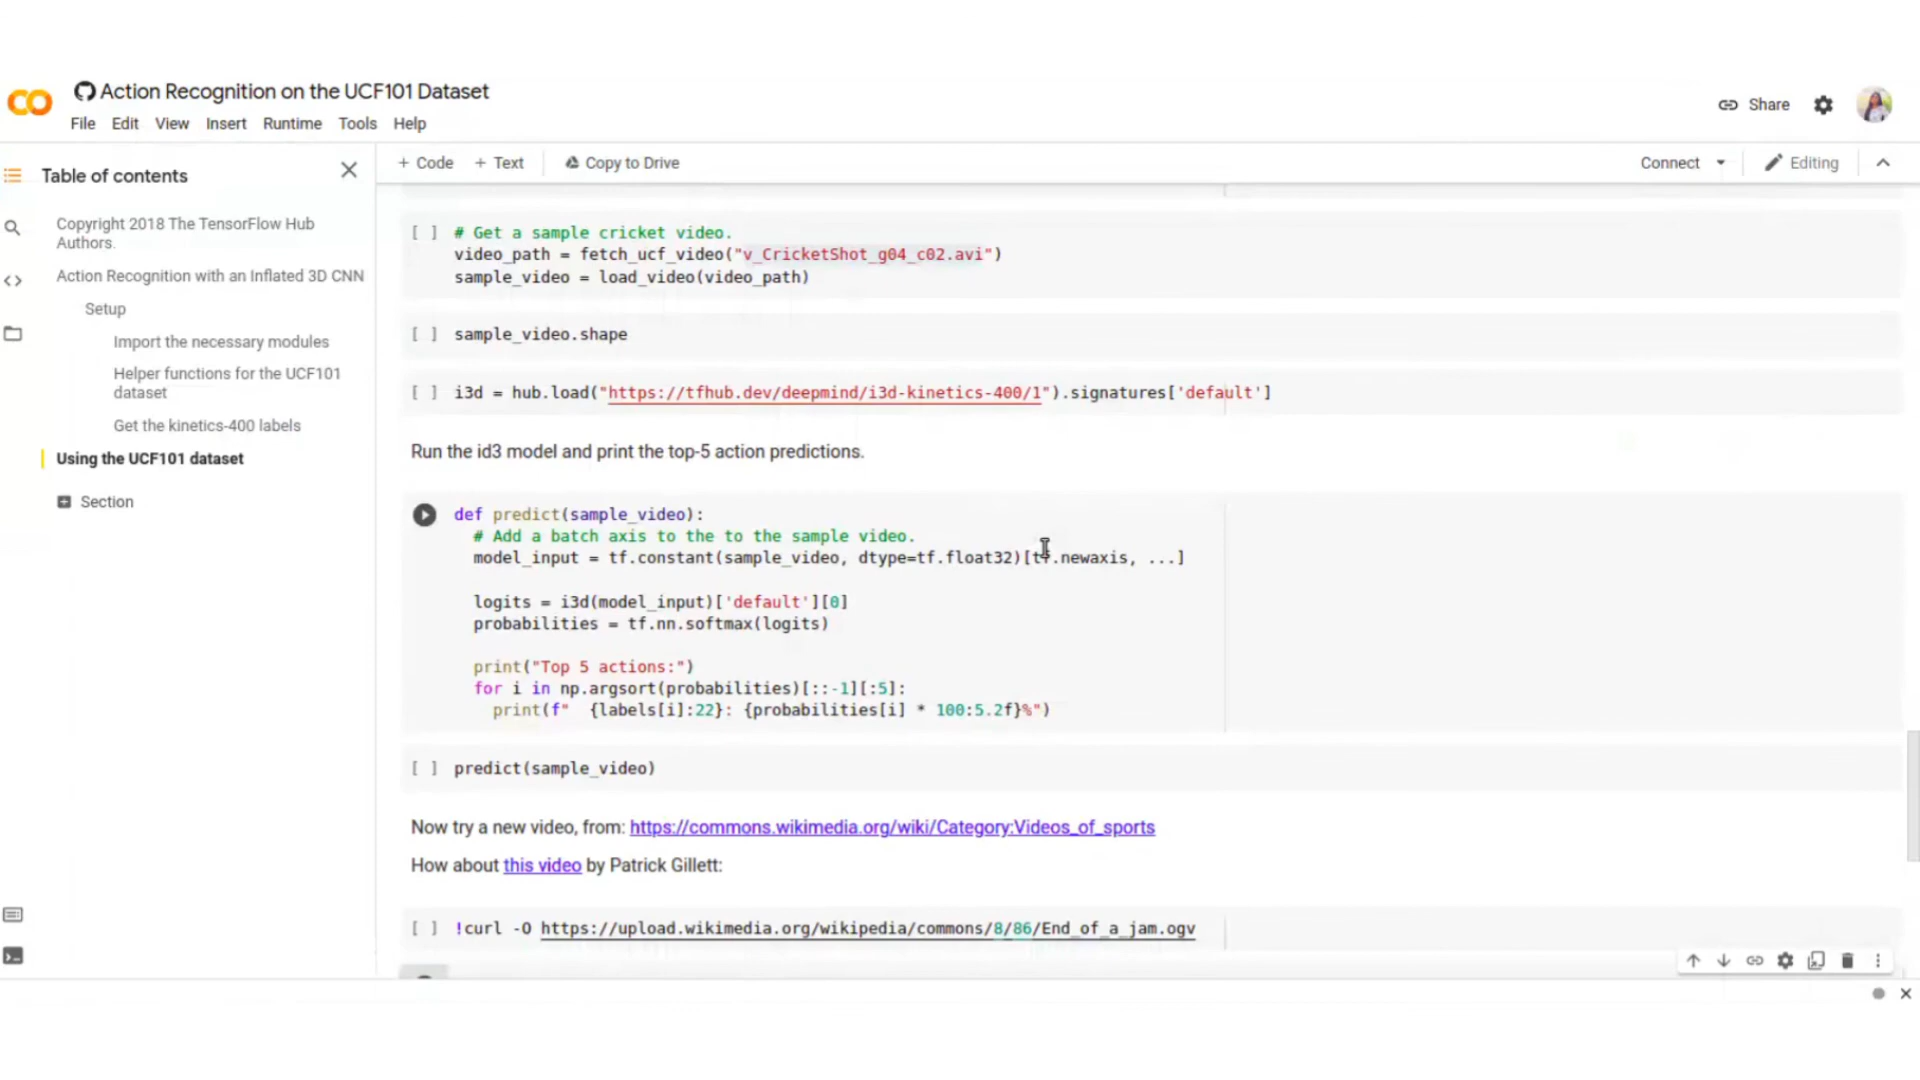 Action Recognition on the UCF101 Dataset
File Edit View Insert Runtime Tools Help
Share
Table of contents
+ Code + Text Copy to Drive
Connect Editing
Copyright 2018 The TensorFlow Hub
Authors.
Action Recognition with an Inflated 3D CNN
Setup
Import the necessary modules
Helper functions for the UCF101
dataset
Get the kinetics-400 labels
Using the UCF101 dataset
Section
[ ] # Get a sample cricket video.
video_path = fetch_ucf_video("v_CricketShot_g04_c02.avi")
sample_video = load_video(video_path)
[ ] sample_video.shape
[ ] i3d = hub.load("https://tfhub.dev/deepmind/i3d-kinetics-400/1").signatures['default']
Run the id3 model and print the top-5 action predictions.
def predict(sample_video):
# Add a batch axis to the to the sample video.
model_input = tf.constant(sample_video, dtype=tf.float32)[tf.newaxis, ...]
logits = i3d(model_input)['default'][0]
probabilities = tf.nn.softmax(logits)
print("Top 5 actions:")
for i in np.argsort(probabilities)[::-1][:5]:
print(f"  {labels[i]:22}: {probabilities[i] * 100:5.2f}%")
[ ] predict(sample_video)
Now try a new video, from: https://commons.wikimedia.org/wiki/Category:Videos_of_sports
How about this video by Patrick Gillett:
[ ] !curl -O https://upload.wikimedia.org/wikipedia/commons/8/86/End_of_a_jam.ogv